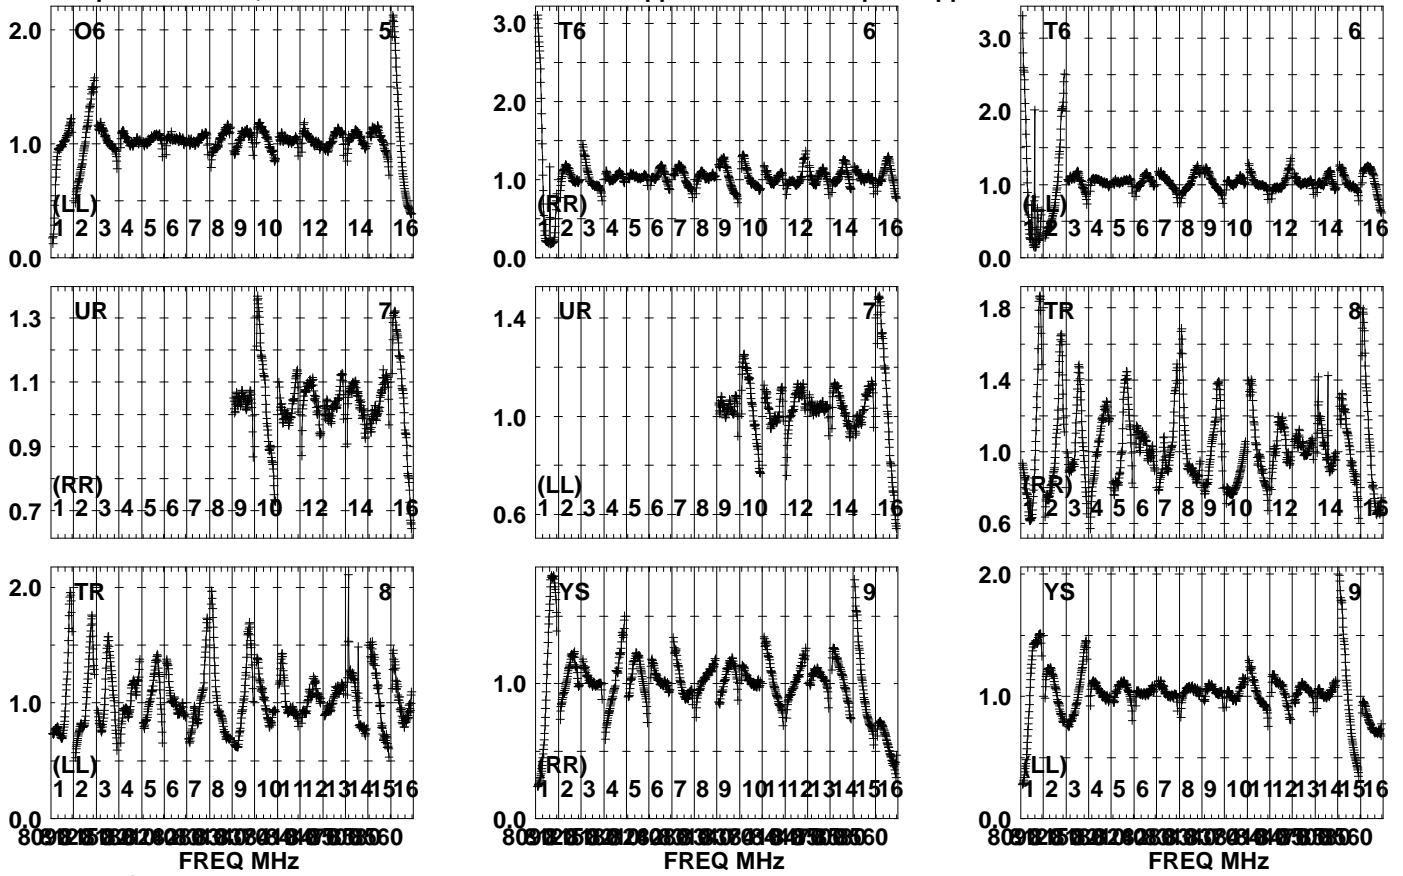 2.0 O6 5
1.0
(LL)
1 2 3 4 5 6 7 8 9 10 12 14 16
0.0
3.0 T6 6
2.0
1.0
(RR)
1 2 3 4 5 6 7 8 9 10 12 14 16
0.0
3.0 T6 6
2.0
1.0
(LL)
1 2 3 4 5 6 7 8 9 10 12 14 16
0.0
UR 7
1.3
1.1
0.9
(RR)
0.7 1 2 3 4 5 6 7 8 9 10 12 14 16
UR 7
1.4
1.0
(LL)
0.6 1 2 3 4 5 6 7 8 9 10 12 14 16
1.8 TR 8
1.4
1.0
(RR)
2 3 4 5 6 7 8 9 10 12 14 16
0.6
2.0 TR 8
1.0
(LL)
1 2 3 4 5 6 7 8 9 10 11 12 13 14 15 16
0.0
FREQ MHz
YS 9
1.0
(RR)
1 2 3 4 5 6 7 8 9 10 11 12 13 14 15 16
0.0
FREQ MHz
2.0 YS 9
1.0
(LL)
1 2 3 4 5 6 7 8 9 10 11 12 13 14 15 16
0.0
FREQ MHz